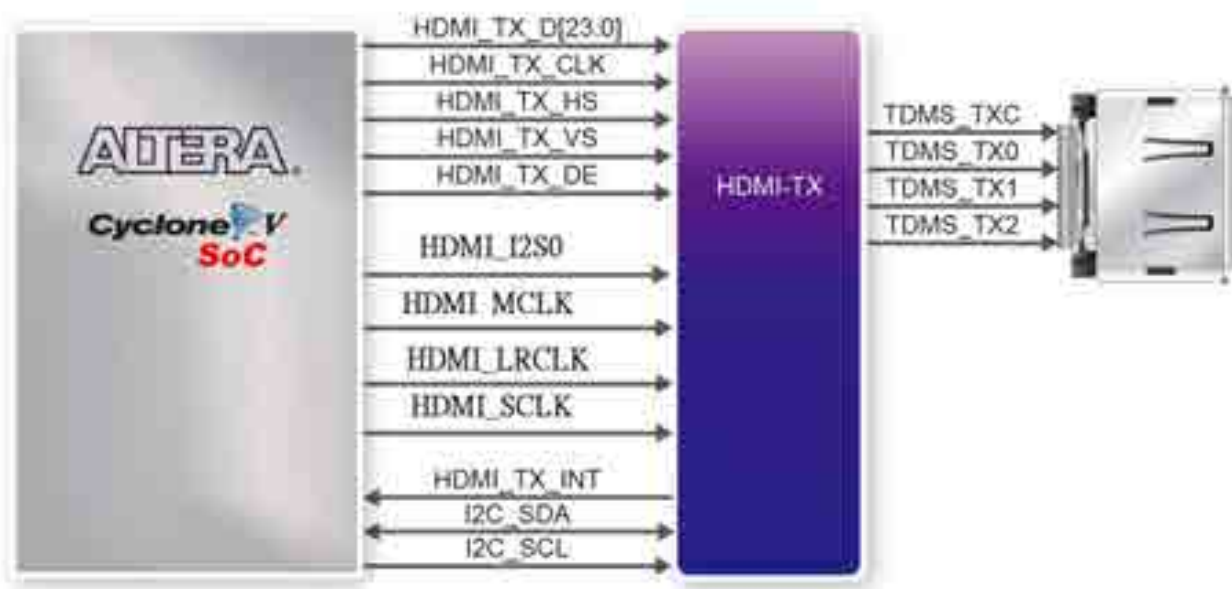 ALTERA®
Cyclone V
SoC
HDMI_TX_D[23.0]
HDMI_TX_CLK
HDMI_TX_HS
HDMI_TX_VS
HDMI_TX_DE
HDMI_I2S0
HDMI_MCLK
HDMI_LRCLK
HDMI_SCLK
HDMI_TX_INT
I2C_SDA
I2C_SCL
HDMI-TX
TDMS_TXC
TDMS_TX0
TDMS_TX1
TDMS_TX2